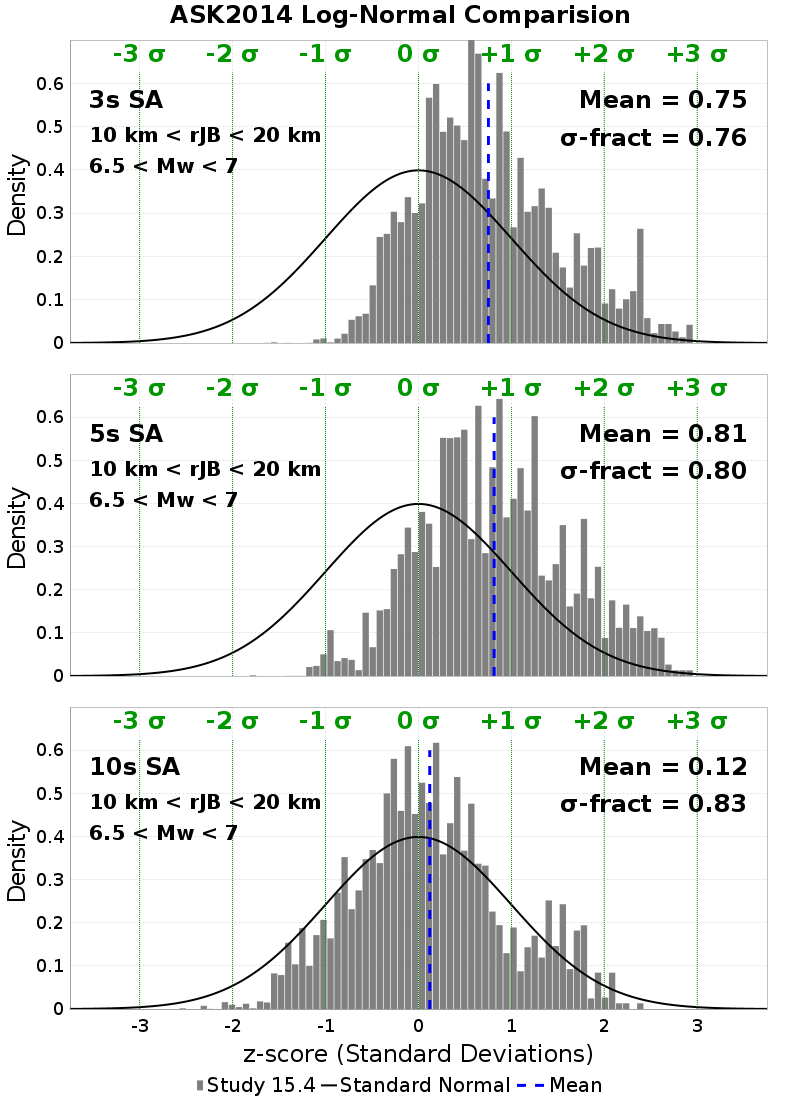 ASK2014 Log-Normal Comparision
-3 σ -2 σ -1 σ 0 σ +1 σ +2 σ +3 σ
3s SA
10 km < rJB < 20 km
6.5 < Mw < 7
Mean = 0.75
σ-fract = 0.76
Density
0.6
0.5
0.4
0.3
0.2
0.1
0
-3 σ -2 σ -1 σ 0 σ +1 σ +2 σ +3 σ
5s SA
10 km < rJB < 20 km
6.5 < Mw < 7
Mean = 0.81
σ-fract = 0.80
Density
0.6
0.5
0.4
0.3
0.2
0.1
0
-3 σ -2 σ -1 σ 0 σ +1 σ +2 σ +3 σ
10s SA
10 km < rJB < 20 km
6.5 < Mw < 7
Mean = 0.12
σ-fract = 0.83
Density
0.6
0.5
0.4
0.3
0.2
0.1
0
-3 -2 -1 0 1 2 3
z-score (Standard Deviations)
Study 15.4 Standard Normal Mean